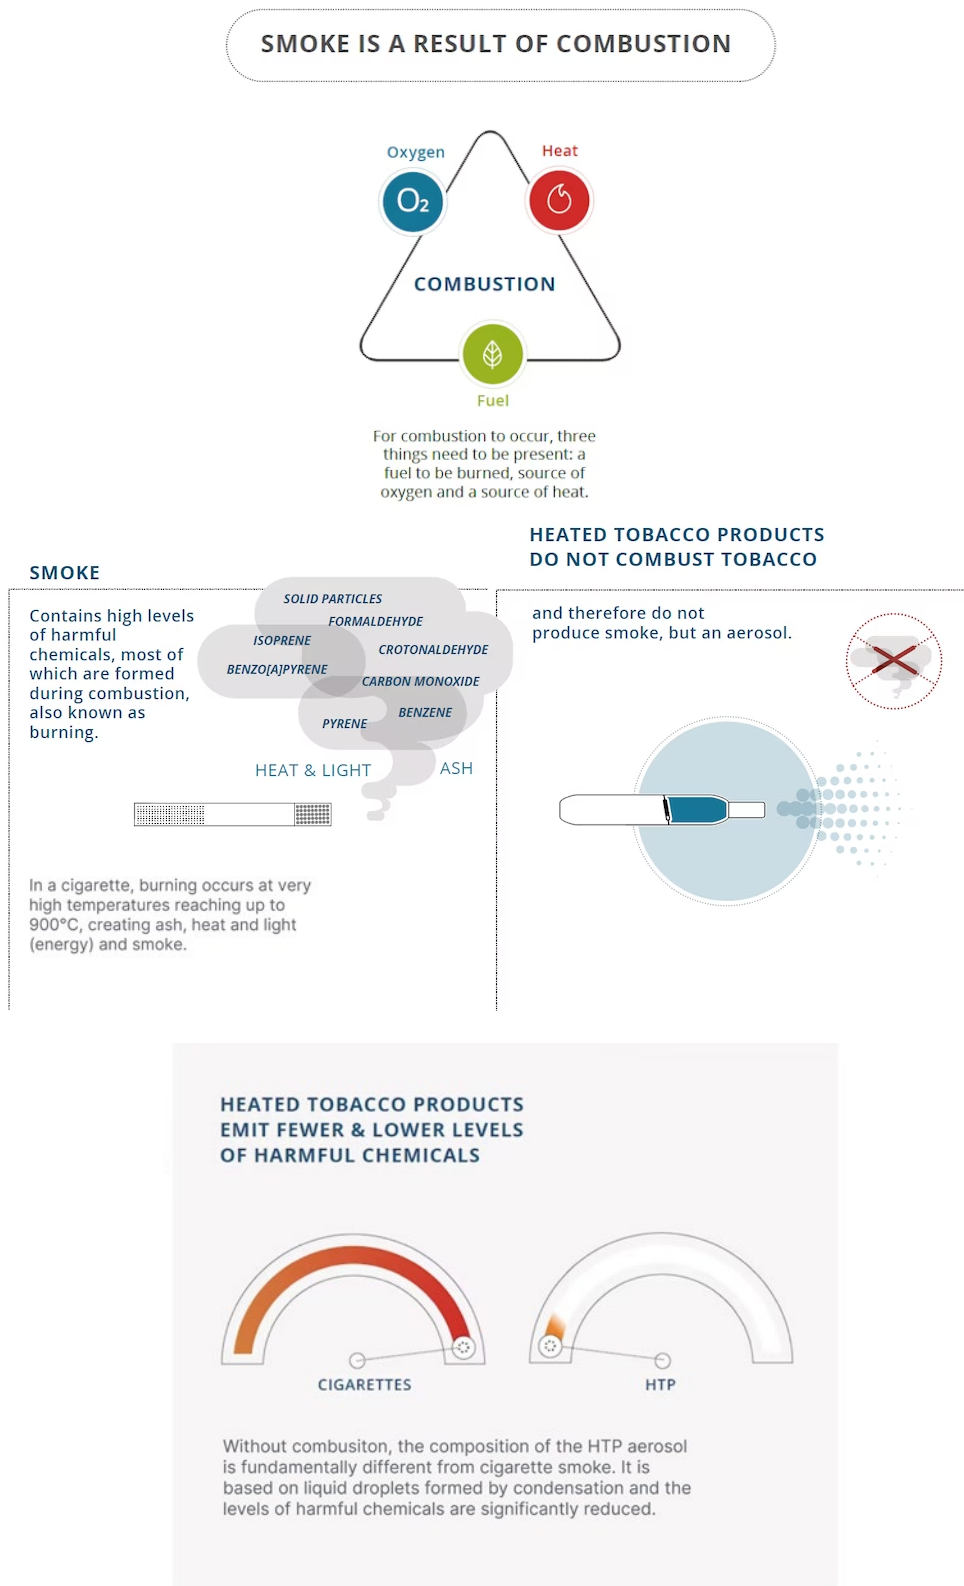 SMOKE IS A RESULT OF COMBUSTION
Oxygen
Heat
O₂
COMBUSTION
Fuel
For combustion to occur, three
things need to be present: a
fuel to be burned, source of
oxygen and a source of heat.
SMOKE
Contains high levels
of harmful
chemicals, most of
which are formed
during combustion,
also known as
burning.
SOLID PARTICLES
FORMALDEHYDE
ISOPRENE
CROTONALDEHYDE
BENZO[A]PYRENE
CARBON MONOXIDE
BENZENE
PYRENE
HEAT & LIGHT
ASH
In a cigarette, burning occurs at very
high temperatures reaching up to
900°C, creating ash, heat and light
(energy) and smoke.
HEATED TOBACCO PRODUCTS
DO NOT COMBUST TOBACCO
and therefore do not
produce smoke, but an aerosol.
HEATED TOBACCO PRODUCTS
EMIT FEWER & LOWER LEVELS
OF HARMFUL CHEMICALS
CIGARETTES
HTP
Without combusiton, the composition of the HTP aerosol
is fundamentally different from cigarette smoke. It is
based on liquid droplets formed by condensation and the
levels of harmful chemicals are significantly reduced.